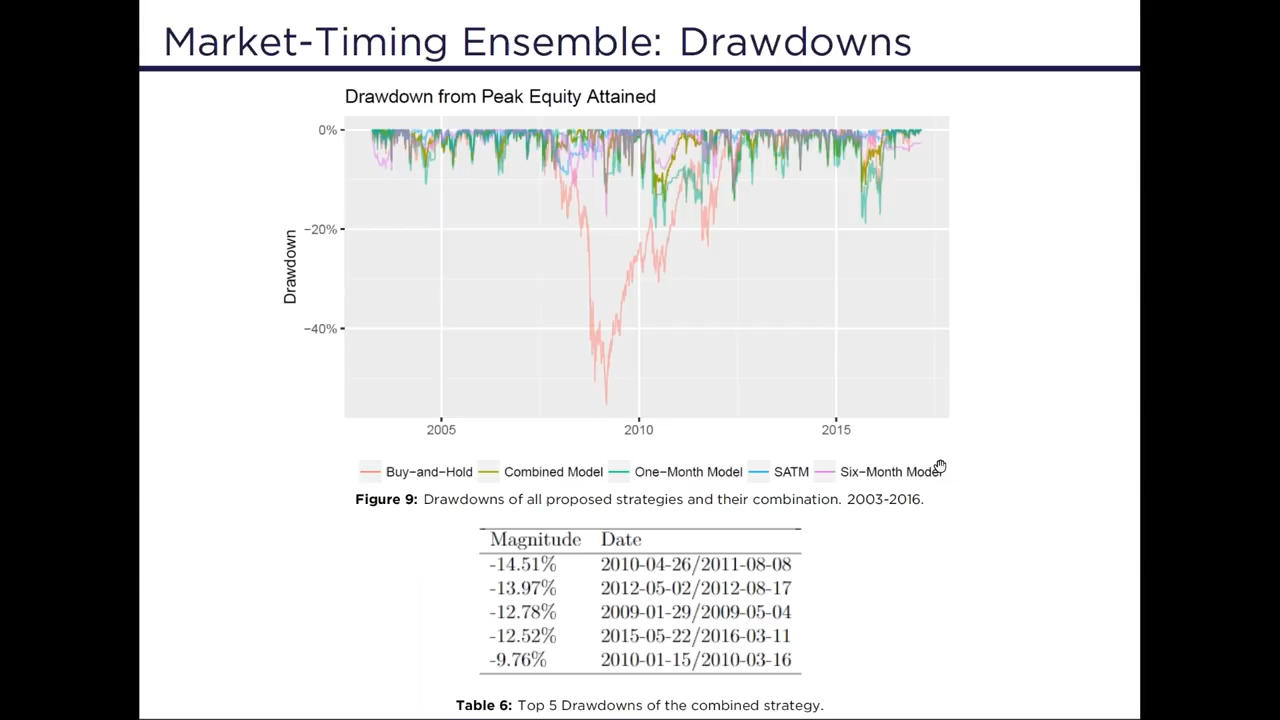 Market-Timing Ensemble: Drawdowns
Drawdown from Peak Equity Attained
Drawdown
0%
−20%
−40%
2005 2010 2015
Buy−and−Hold Combined Model One−Month Model SATM Six−Month Model
Figure 9: Drawdowns of all proposed strategies and their combination. 2003-2016.
Magnitude Date
-14.51% 2010-04-26/2011-08-08
-13.97% 2012-05-02/2012-08-17
-12.78% 2009-01-29/2009-05-04
-12.52% 2015-05-22/2016-03-11
-9.76% 2010-01-15/2010-03-16
Table 6: Top 5 Drawdowns of the combined strategy.